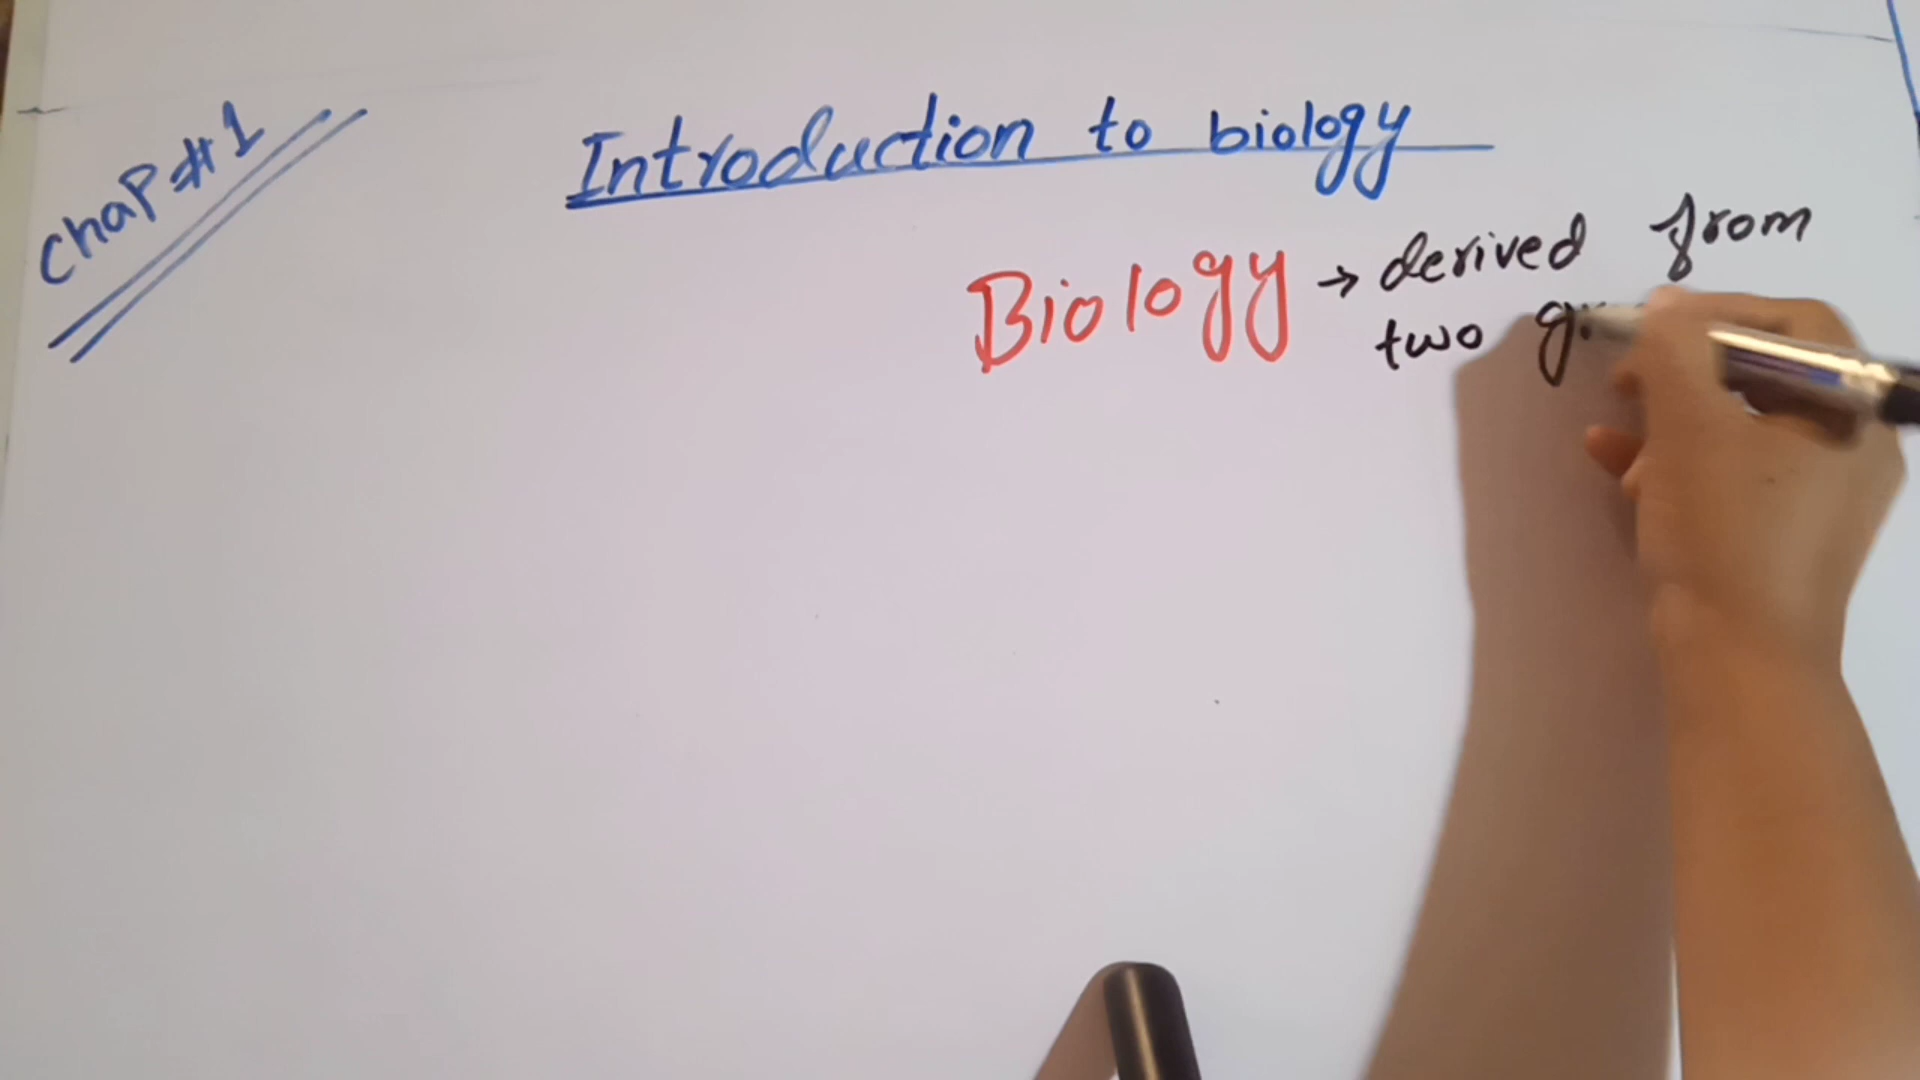 Chap # 1
Introduction to biology
Biology → derived from
two